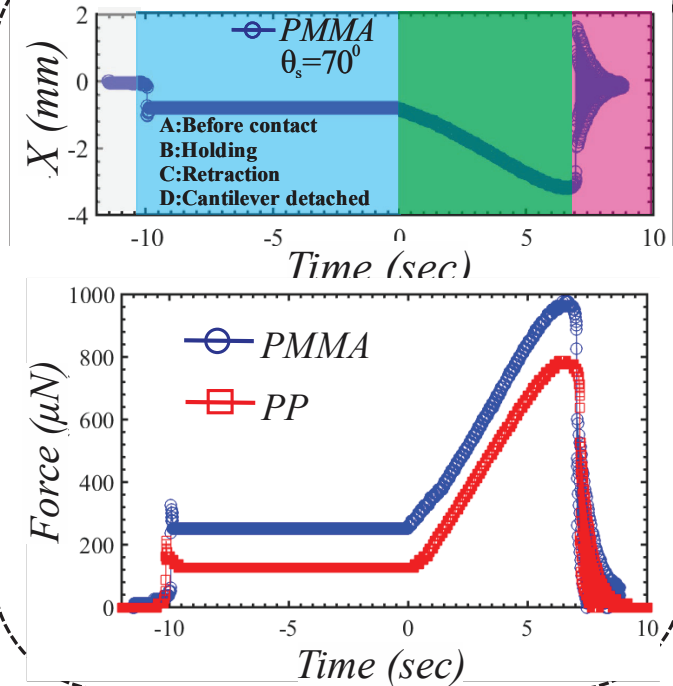 2
0
-2
-4
X (mm)
PMMA
θs=70⁰
A:Before contact
B:Holding
C:Retraction
D:Cantilever detached
-10
-5
0
5
10
Time (sec)
1000
800
600
400
200
0
Force (μN)
PMMA
PP
-10
-5
0
5
10
Time (sec)